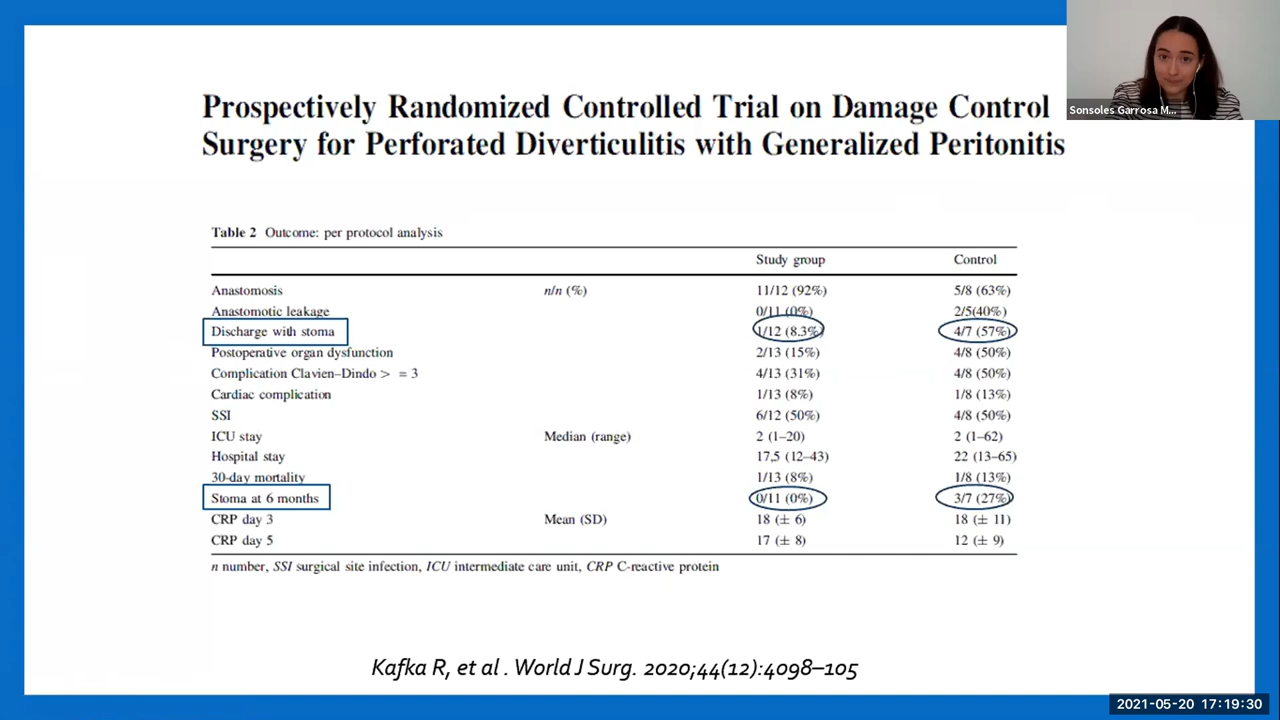 Sonsoles Garrosa M...
Prospectively Randomized Controlled Trial on Damage Control
Surgery for Perforated Diverticulitis with Generalized Peritonitis
Table 2 Outcome: per protocol analysis
Study group Control
Anastomosis n/n (%) 11/12 (92%) 5/8 (63%)
Anastomotic leakage 0/11 (0%) 2/5(40%)
Discharge with stoma 1/12 (8.3%) 4/7 (57%)
Postoperative organ dysfunction 2/13 (15%) 4/8 (50%)
Complication Clavien–Dindo > = 3 4/13 (31%) 4/8 (50%)
Cardiac complication 1/13 (8%) 1/8 (13%)
SSI 6/12 (50%) 4/8 (50%)
ICU stay Median (range) 2 (1–20) 2 (1–62)
Hospital stay 17,5 (12–43) 22 (13–65)
30-day mortality 1/13 (8%) 1/8 (13%)
Stoma at 6 months 0/11 (0%) 3/7 (27%)
CRP day 3 Mean (SD) 18 (± 6) 18 (± 11)
CRP day 5 17 (± 8) 12 (± 9)
n number, SSI surgical site infection, ICU intermediate care unit, CRP C-reactive protein
Kafka R, et al . World J Surg. 2020;44(12):4098–105
2021-05-20 17:19:30